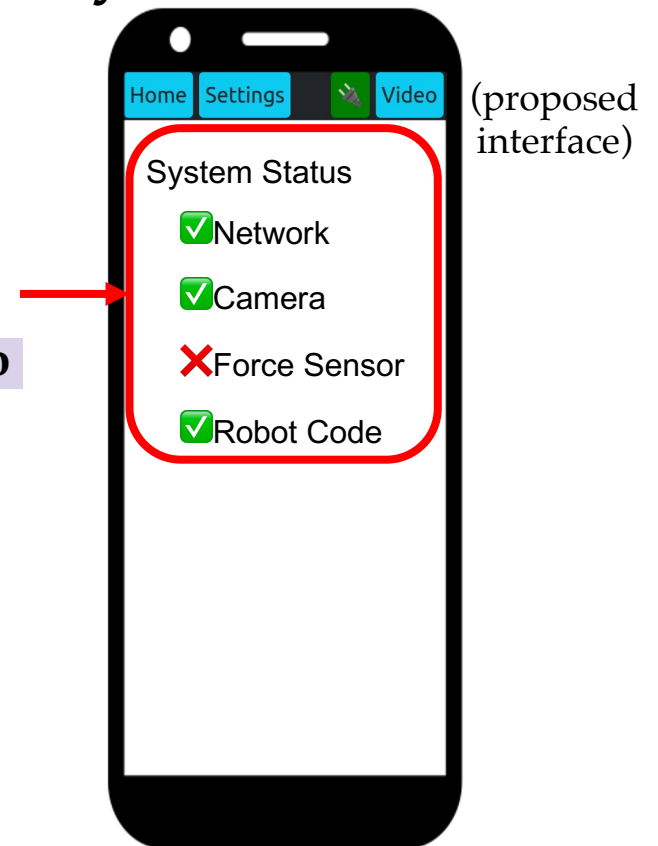 Home Settings Video
(proposed
interface)
System Status
Network
Camera
Force Sensor
Robot Code